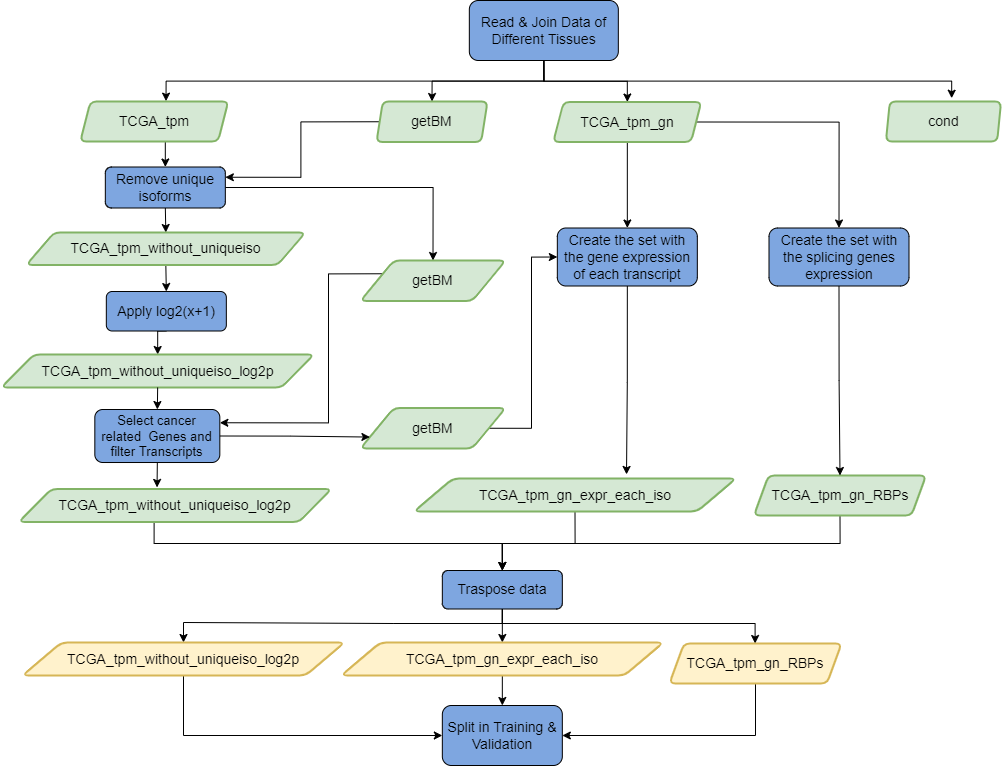 Read & Join Data of
Different Tissues
TCGA_tpm
getBM
TCGA_tpm_gn
cond
Remove unique
isoforms
TCGA_tpm_without_uniqueiso
getBM
Create the set with
the gene expression
of each transcript
Create the set with
the splicing genes
expression
Apply log2(x+1)
TCGA_tpm_without_uniqueiso_log2p
Select cancer
related Genes and
filter Transcripts
getBM
TCGA_tpm_without_uniqueiso_log2p
TCGA_tpm_gn_expr_each_iso
TCGA_tpm_gn_RBPs
Traspose data
TCGA_tpm_without_uniqueiso_log2p
TCGA_tpm_gn_expr_each_iso
TCGA_tpm_gn_RBPs
Split in Training &
Validation